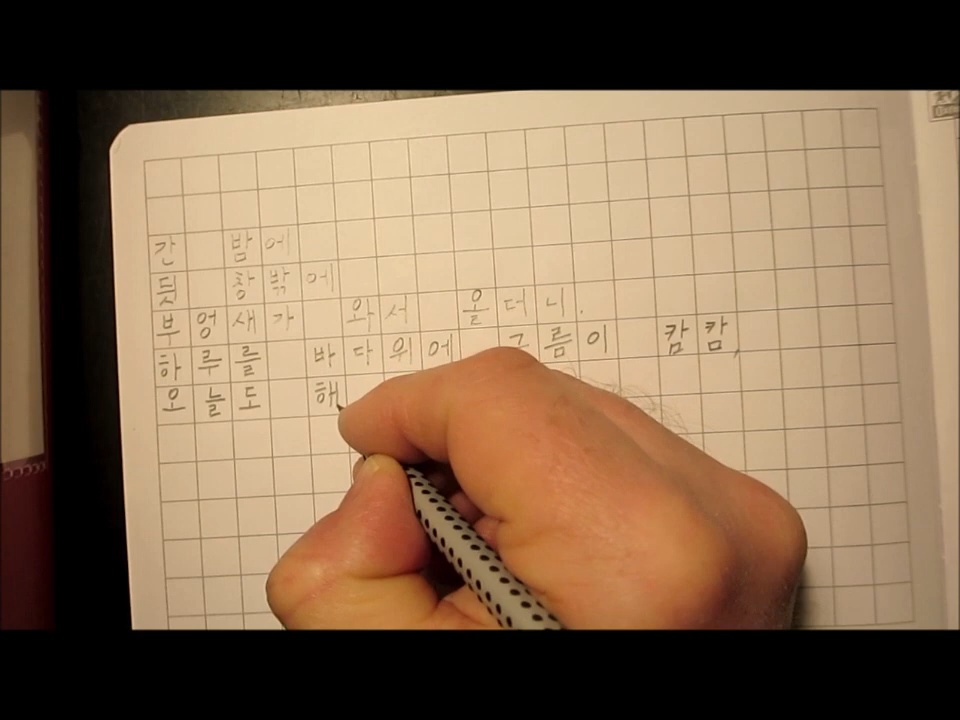 간 밤에
뒷 창밖에
부엉새가 와서 울더니.
하루를 바다위에 구름이 캄캄,
오늘도 해